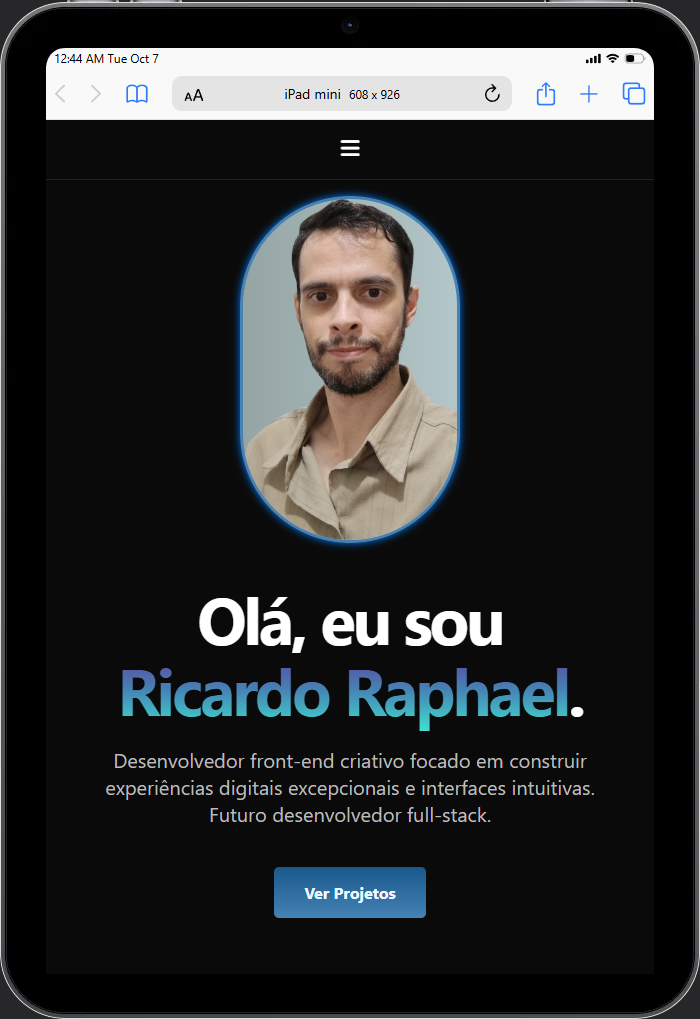 12:44 AM Tue Oct 7
AA iPad mini 608 x 926
Olá, eu sou
Ricardo Raphael.
Desenvolvedor front-end criativo focado em construir
experiências digitais excepcionais e interfaces intuitivas.
Futuro desenvolvedor full-stack.
Ver Projetos